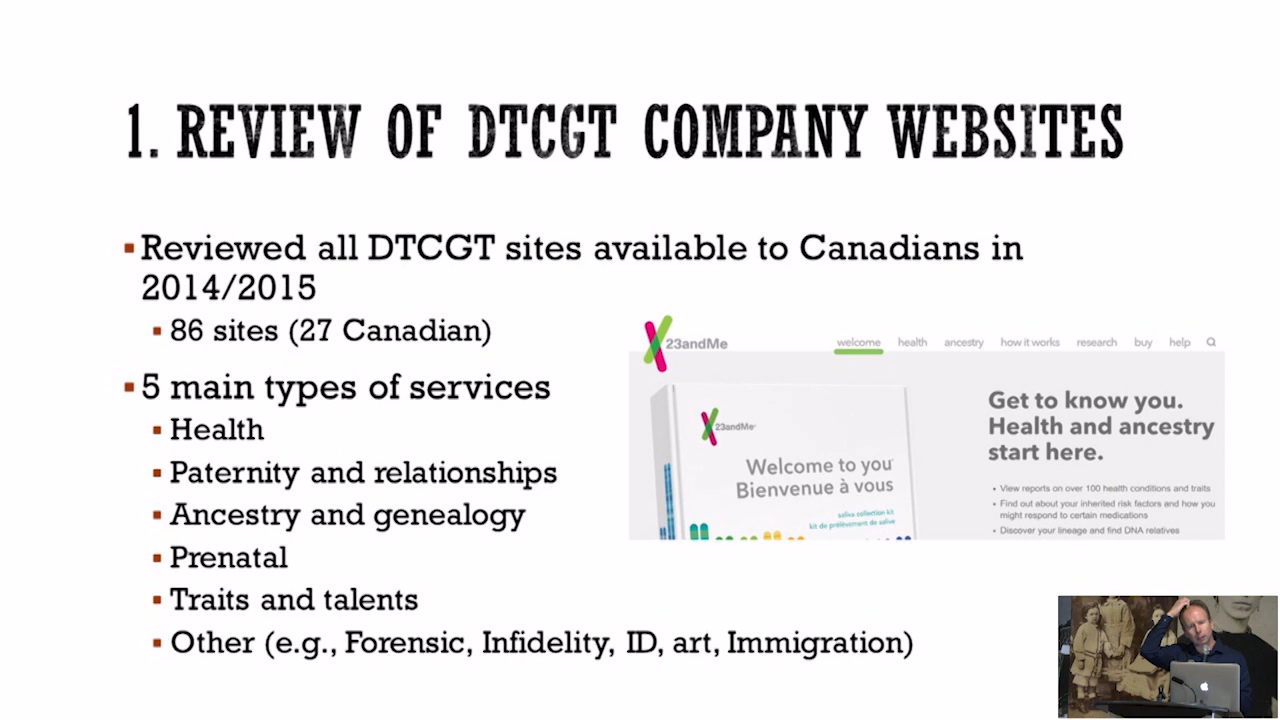 1. REVIEW OF DTCGT COMPANY WEBSITES
▪ Reviewed all DTCGT sites available to Canadians in
2014/2015
▪ 86 sites (27 Canadian)
▪ 5 main types of services
▪ Health
▪ Paternity and relationships
▪ Ancestry and genealogy
▪ Prenatal
▪ Traits and talents
▪ Other (e.g., Forensic, Infidelity, ID, art, Immigration)
23andMe
welcome health ancestry how it works research buy help
23andMe
Welcome to you
Bienvenue à vous
saliva collection kit
kit de prélèvement de salive
Get to know you.
Health and ancestry
start here.
• View reports on over 100 health conditions and traits
• Find out about your inherited risk factors and how you
might respond to certain medications
• Discover your lineage and find DNA relatives